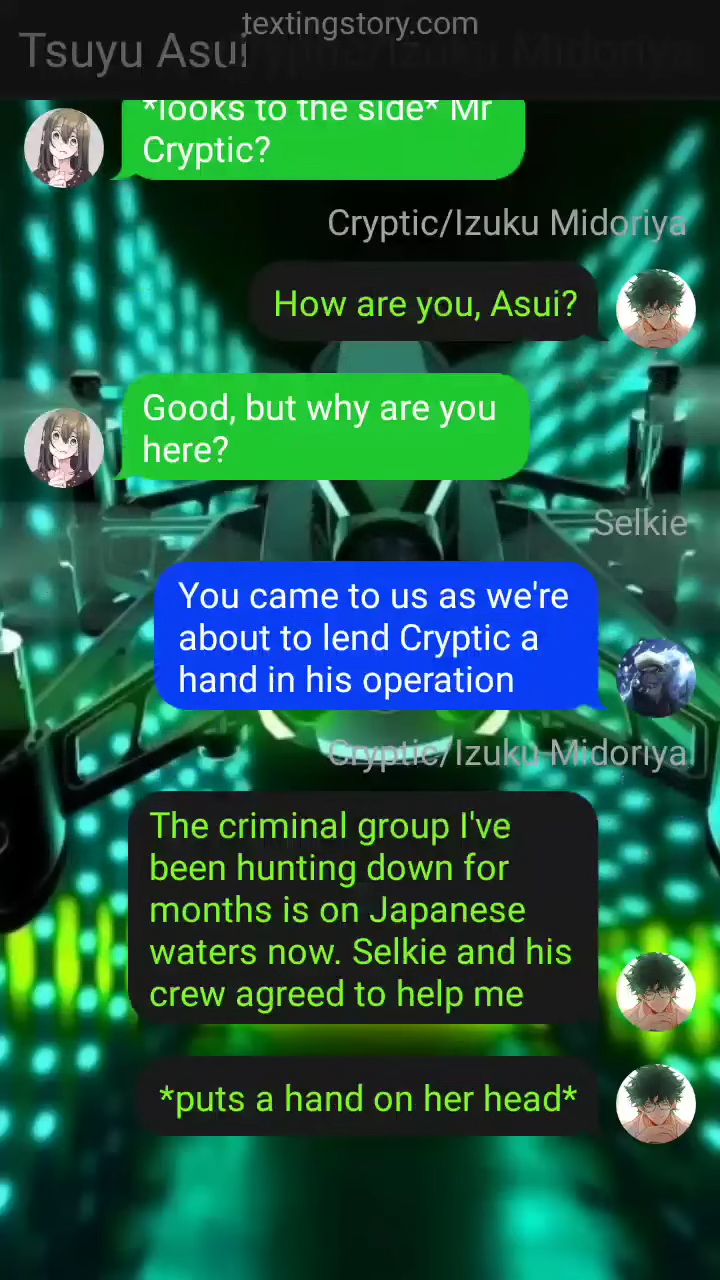 textingstory.com
Tsuyu Asui
Cryptic/Izuku Midoriya
*looks to the side* Mr
Cryptic?
Cryptic/Izuku Midoriya
How are you, Asui?
Good, but why are you
here?
Selkie
You came to us as we're
about to lend Cryptic a
hand in his operation
Cryptic/Izuku Midoriya
The criminal group I've
been hunting down for
months is on Japanese
waters now. Selkie and his
crew agreed to help me
*puts a hand on her head*